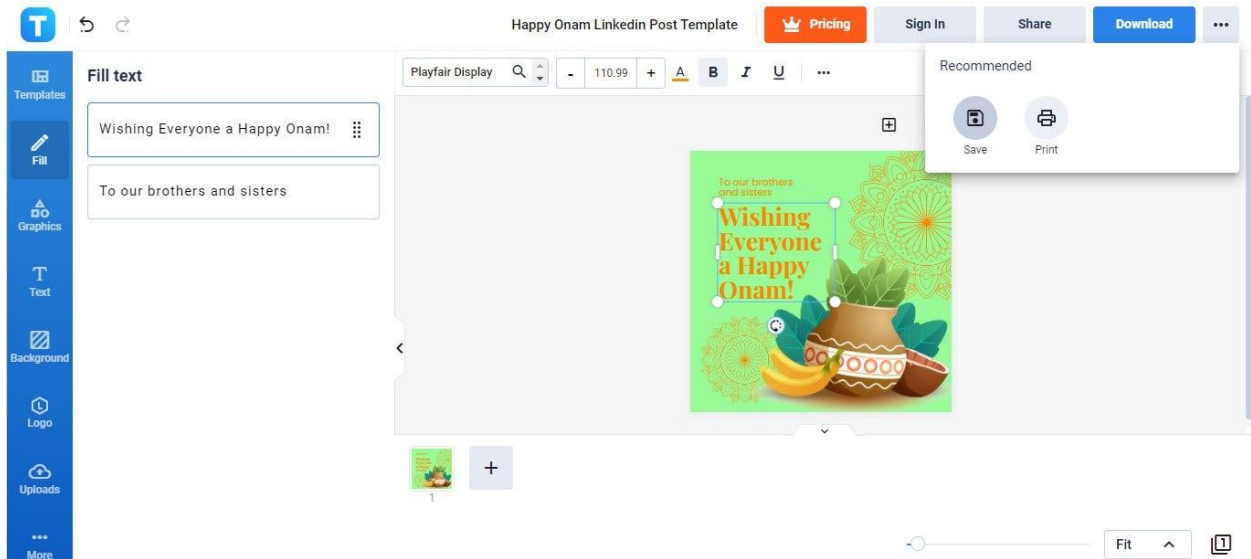 T
Happy Onam Linkedin Post Template
Pricing
Sign In
Share
Download
Templates
Fill
Graphics
Text
Background
Logo
Uploads
More
Fill text
Wishing Everyone a Happy Onam!
To our brothers and sisters
Playfair Display
- 110.99 + A B I U
Recommended
Save
Print
To our brothers
and sisters
Wishing
Everyone
a Happy
Onam!
+
1
Fit
1